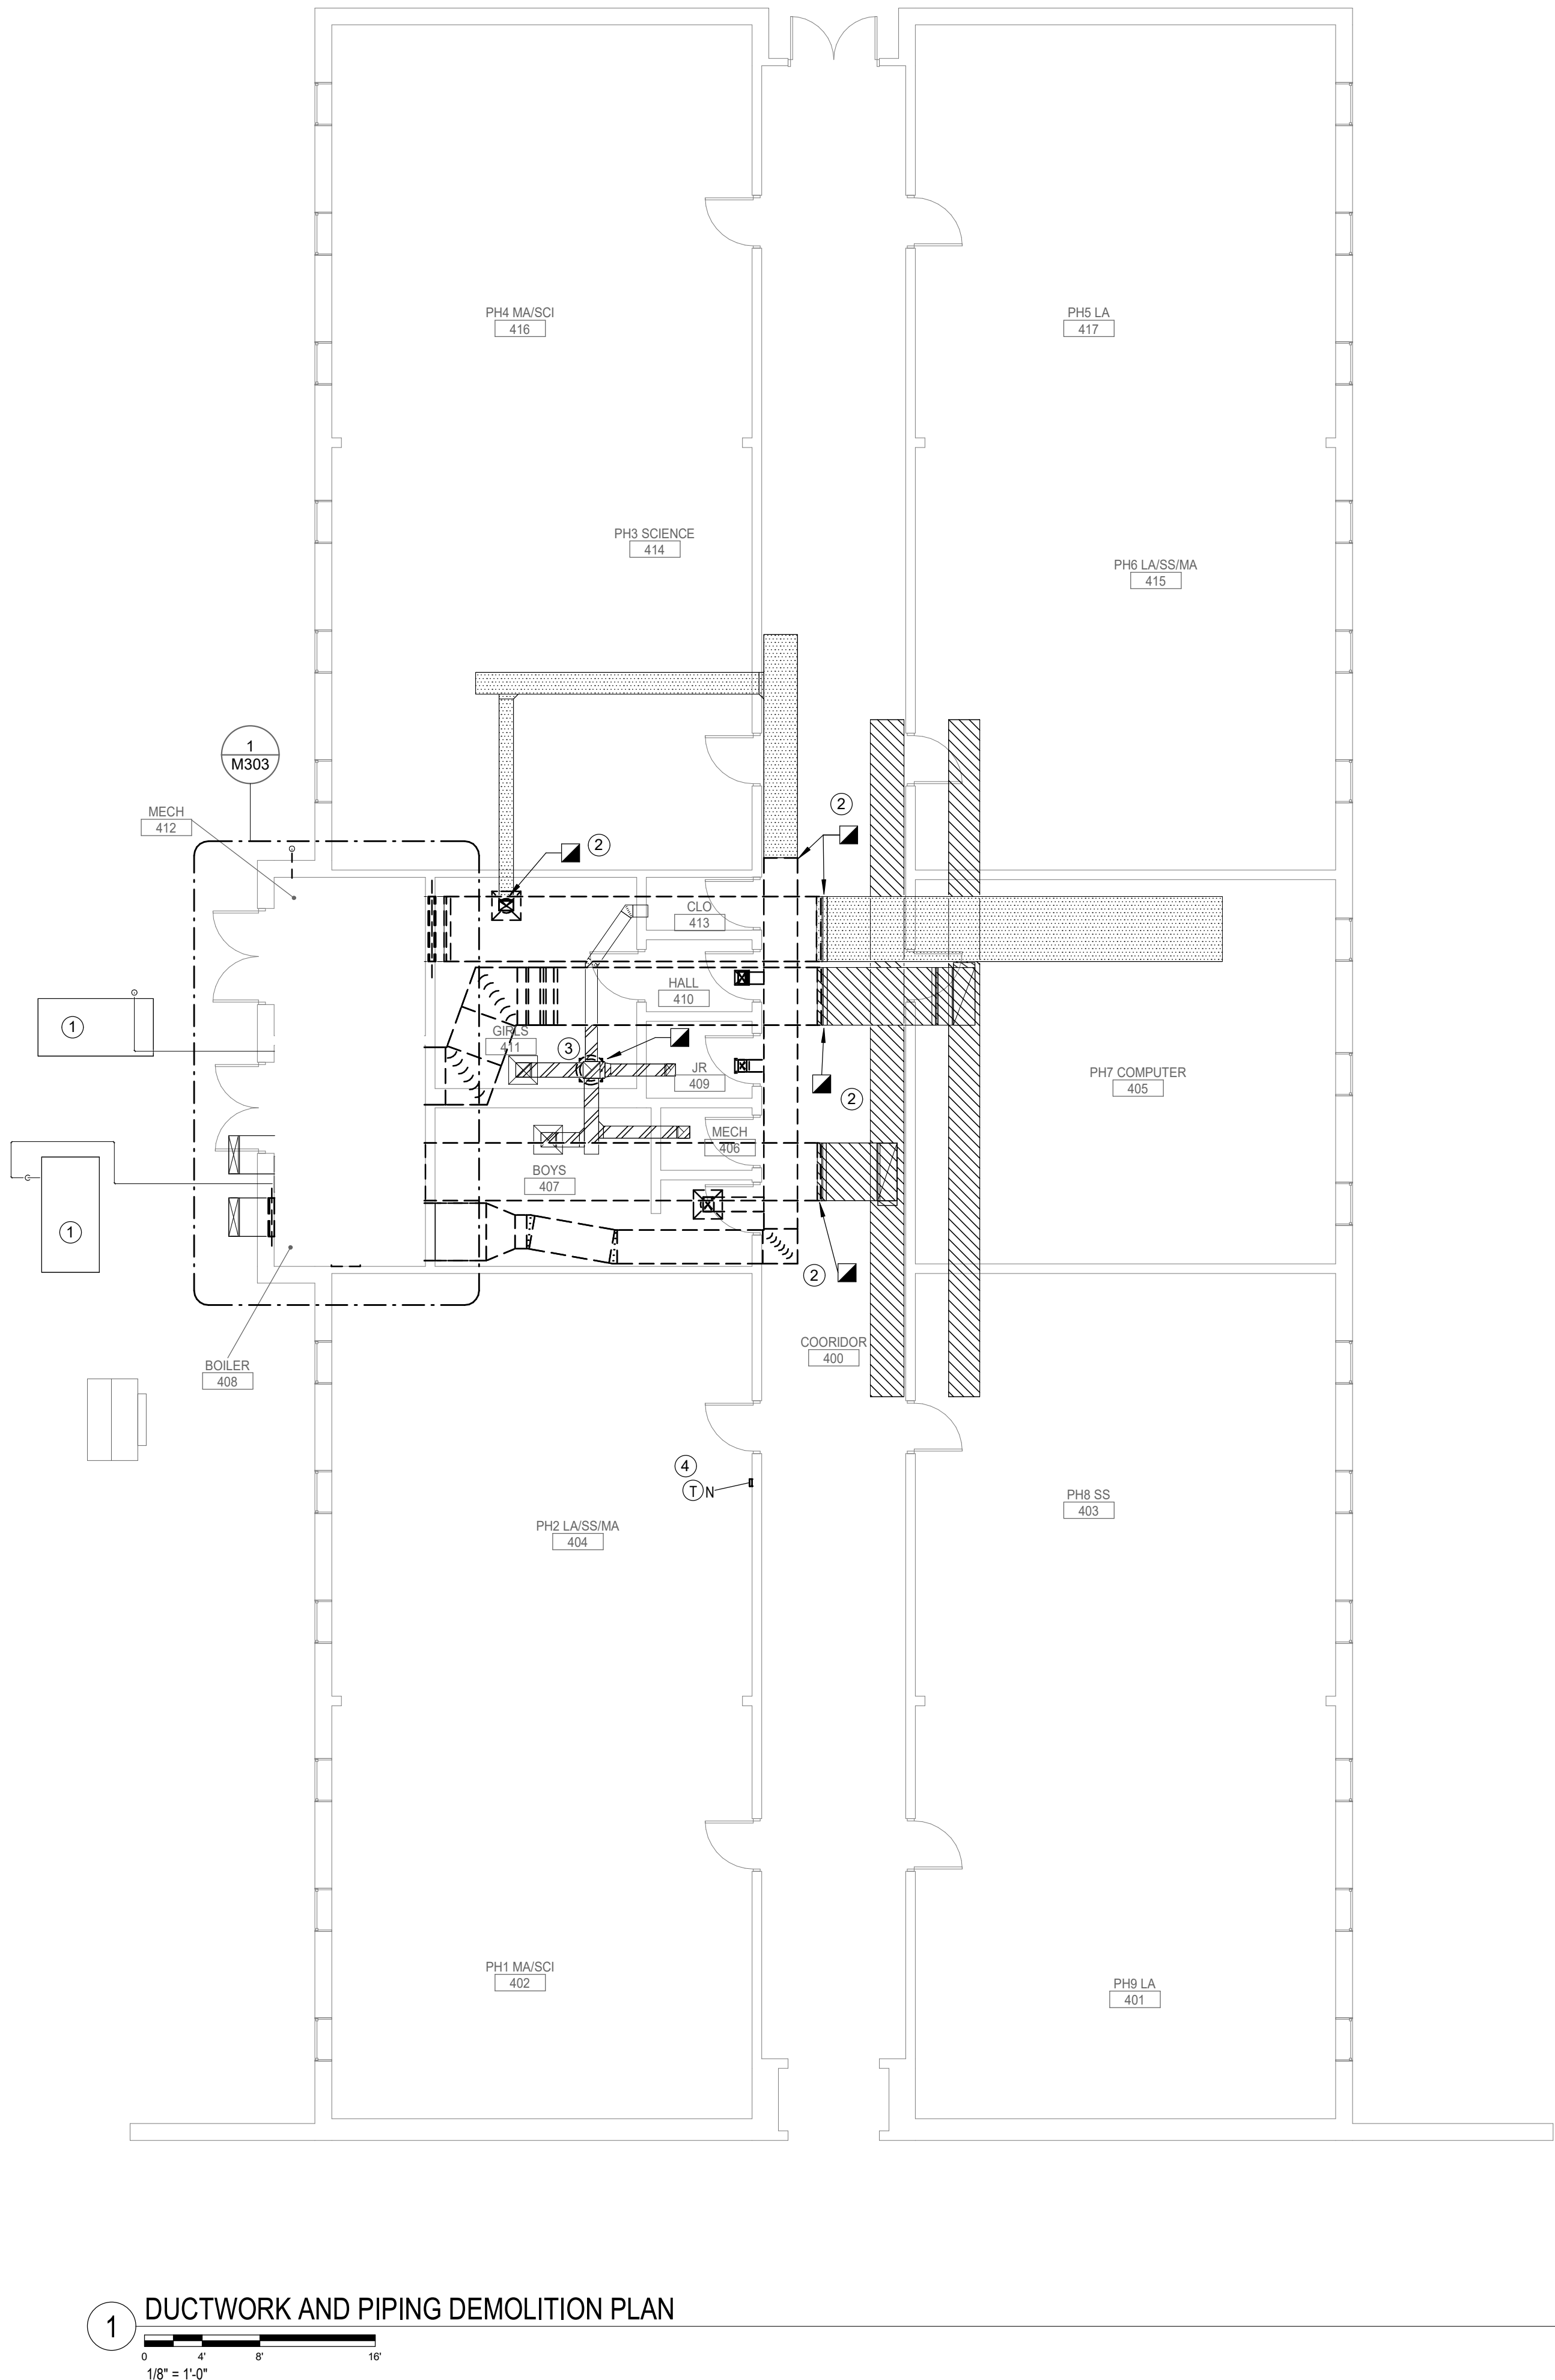 PH4 MA/SCI
416
PH5 LA
417
PH3 SCIENCE
414
PH6 LA/SS/MA
415
1
M303
MECH
412
2
2
CLO
413
HALL
410
1
GIRLS
411
3
JR
409
PH7 COMPUTER
405
2
MECH
406
BOYS
407
1
2
COORIDOR
400
BOILER
408
4
T N
PH8 SS
403
PH2 LA/SS/MA
404
PH1 MA/SCI
402
PH9 LA
401
1 DUCTWORK AND PIPING DEMOLITION PLAN
0 4' 8' 16'
1/8" = 1'-0"